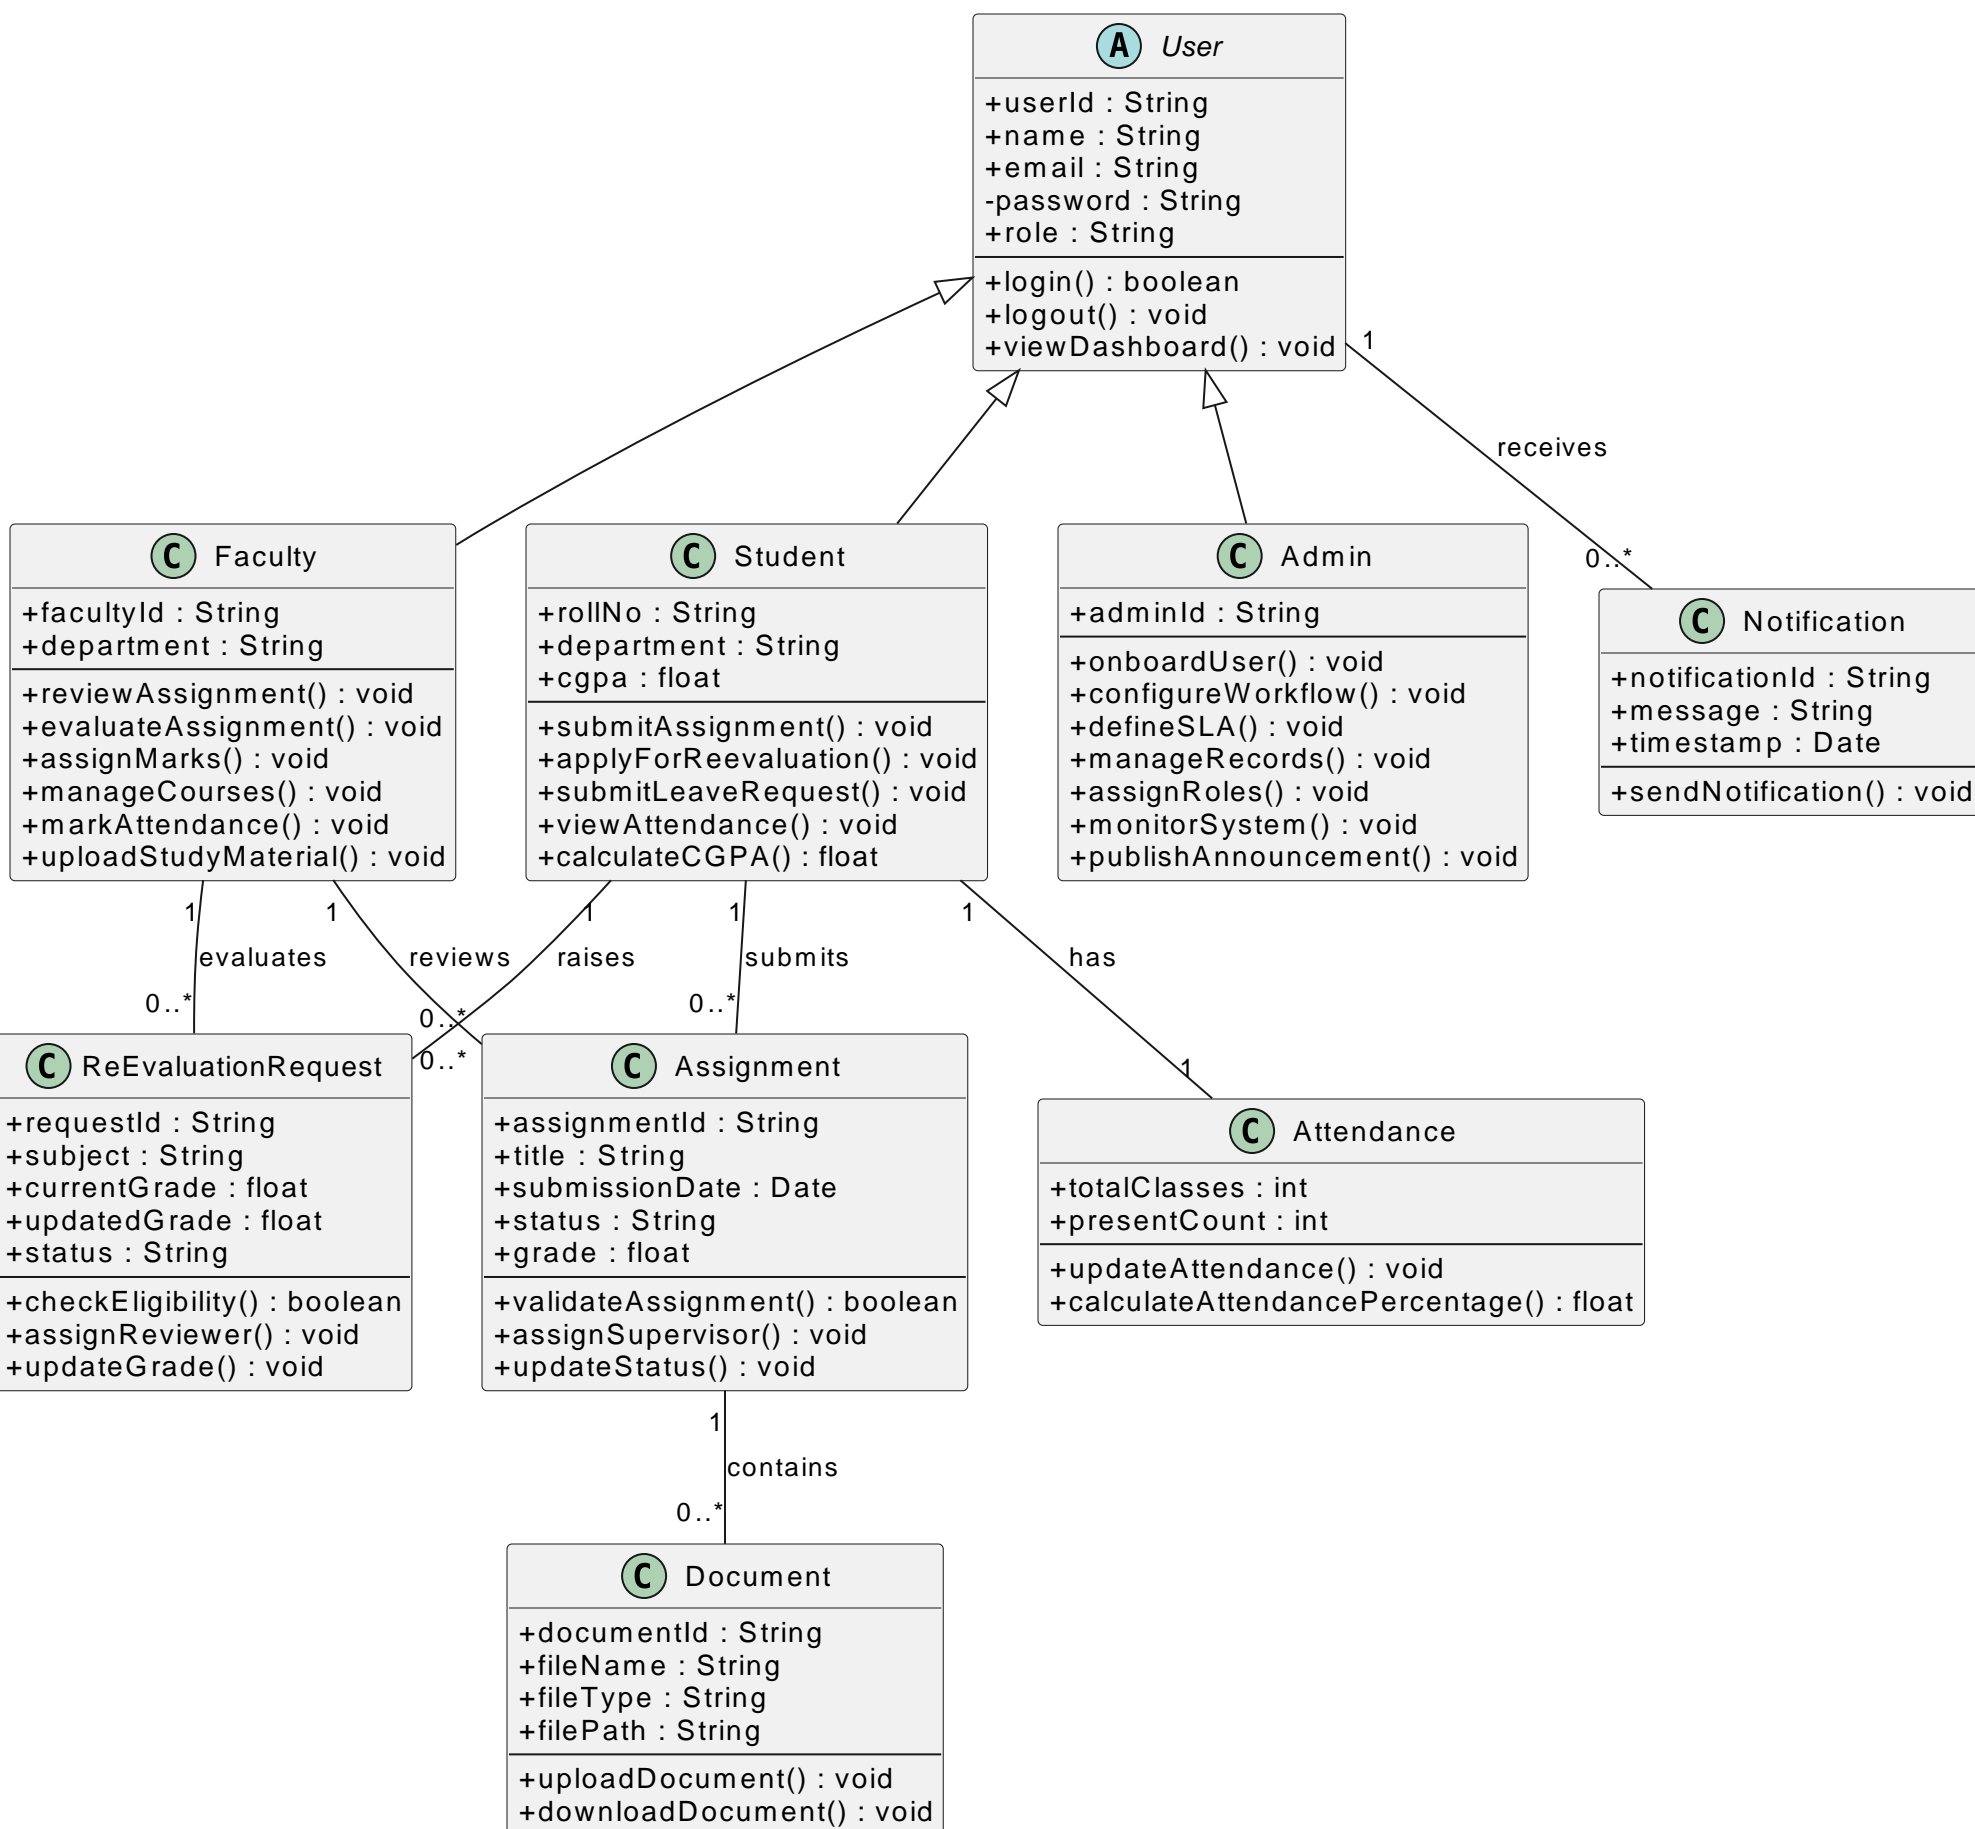 A User
+userId : String
+name : String
+email : String
-password : String
+role : String
+login() : boolean
+logout() : void
+viewDashboard() : void
1
receives
0..*
C Faculty
+facultyId : String
+department : String
+reviewAssignment() : void
+evaluateAssignment() : void
+assignMarks() : void
+manageCourses() : void
+markAttendance() : void
+uploadStudyMaterial() : void
C Student
+rollNo : String
+department : String
+cgpa : float
+submitAssignment() : void
+applyForReevaluation() : void
+submitLeaveRequest() : void
+viewAttendance() : void
+calculateCGPA() : float
C Admin
+adminId : String
+onboardUser() : void
+configureWorkflow() : void
+defineSLA() : void
+manageRecords() : void
+assignRoles() : void
+monitorSystem() : void
+publishAnnouncement() : void
C Notification
+notificationId : String
+message : String
+timestamp : Date
+sendNotification() : void
1
1
1
1
1
evaluates
reviews
raises
submits
has
0..*
0..*
0..*
0..*
1
C ReEvaluationRequest
+requestId : String
+subject : String
+currentGrade : float
+updatedGrade : float
+status : String
+checkEligibility() : boolean
+assignReviewer() : void
+updateGrade() : void
C Assignment
+assignmentId : String
+title : String
+submissionDate : Date
+status : String
+grade : float
+validateAssignment() : boolean
+assignSupervisor() : void
+updateStatus() : void
C Attendance
+totalClasses : int
+presentCount : int
+updateAttendance() : void
+calculateAttendancePercentage() : float
1
contains
0..*
C Document
+documentId : String
+fileName : String
+fileType : String
+filePath : String
+uploadDocument() : void
+downloadDocument() : void